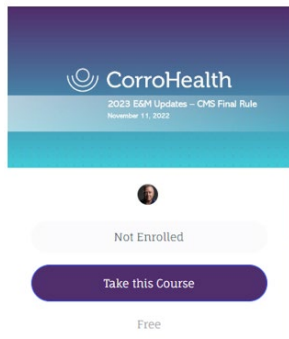 CorroHealth
2023 E&M Updates – CMS Final Rule
November 11, 2022
Not Enrolled
Take this Course
Free